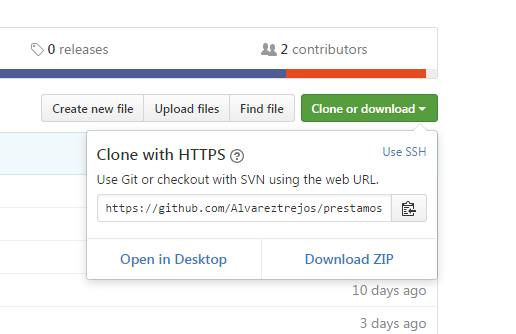 0 releases
2 contributors
Create new file
Upload files
Find file
Clone or download
Clone with HTTPS ?
Use SSH
Use Git or checkout with SVN using the web URL.
https://github.com/Alvareztrejos/prestamos
Open in Desktop
Download ZIP
10 days ago
3 days ago